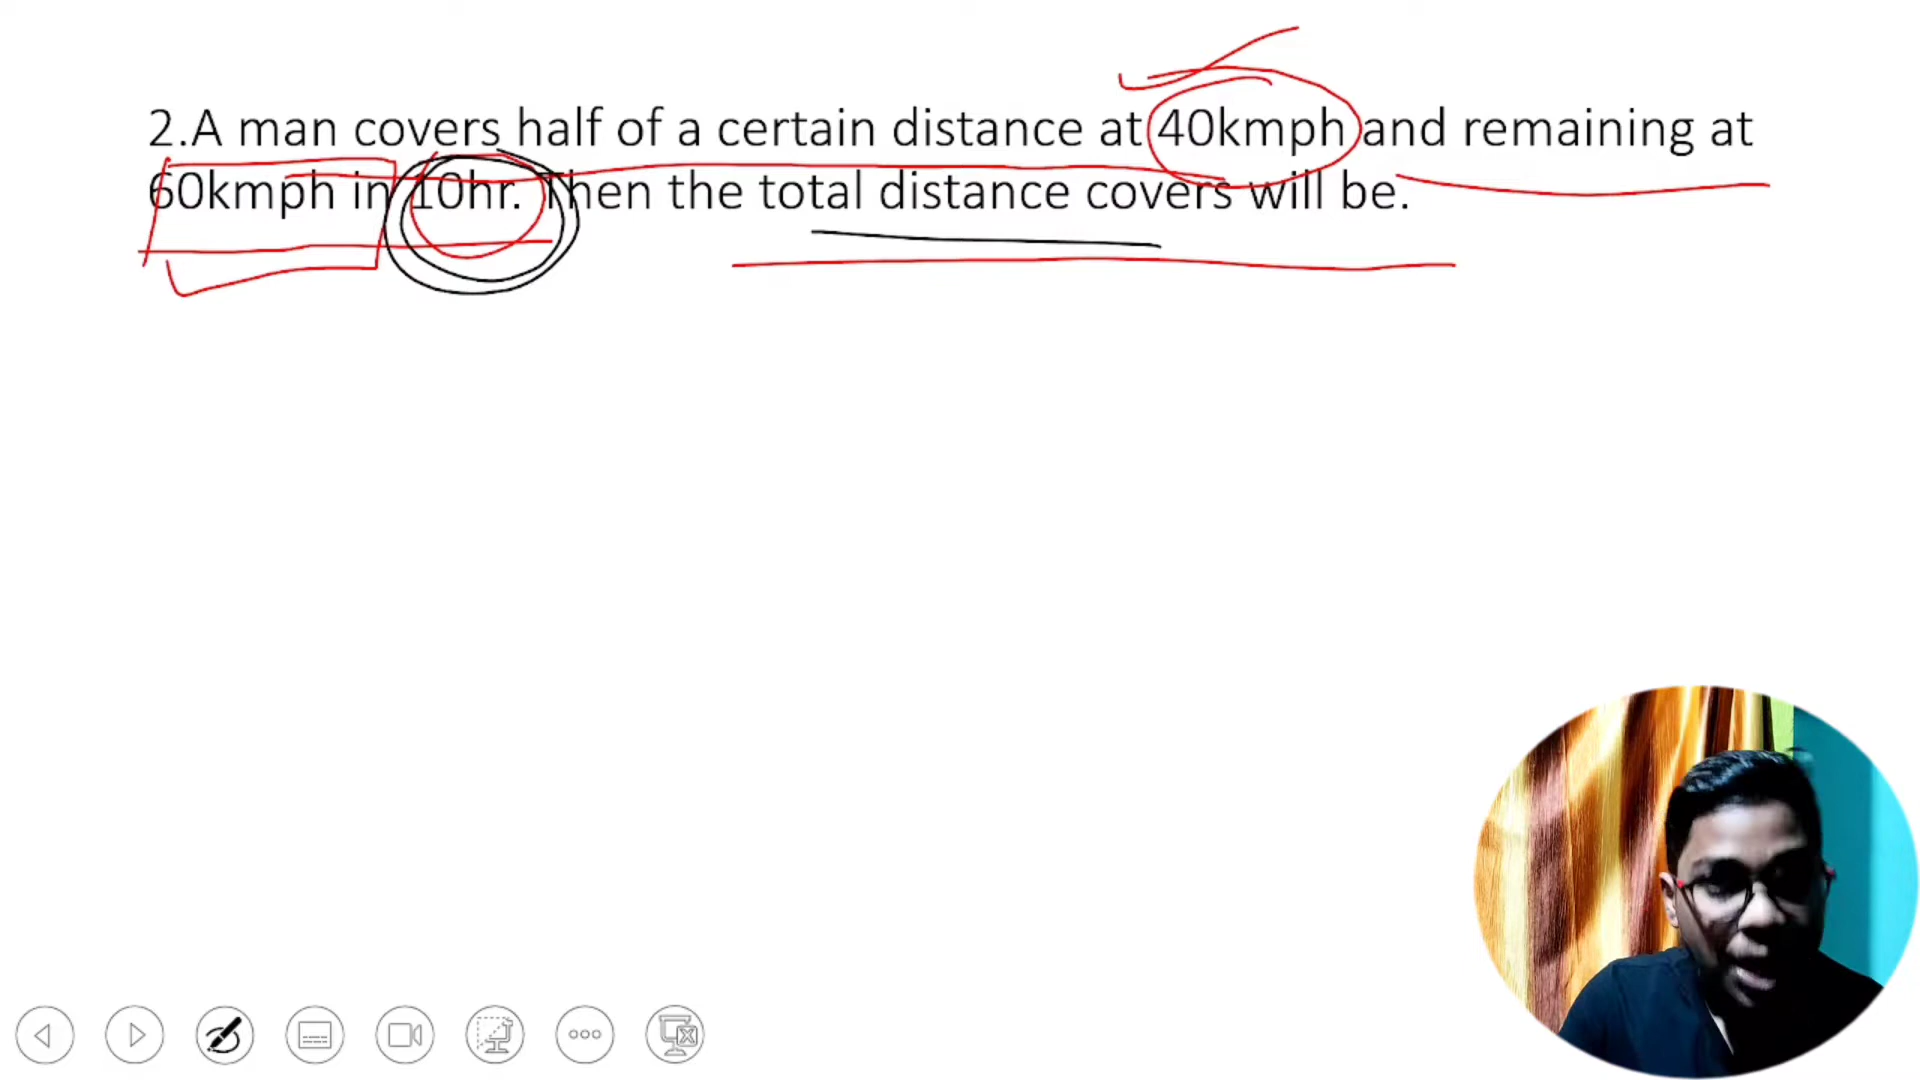 2.A man covers half of a certain distance at 40kmph and remaining at
60kmph in 10hr. Then the total distance covers will be.